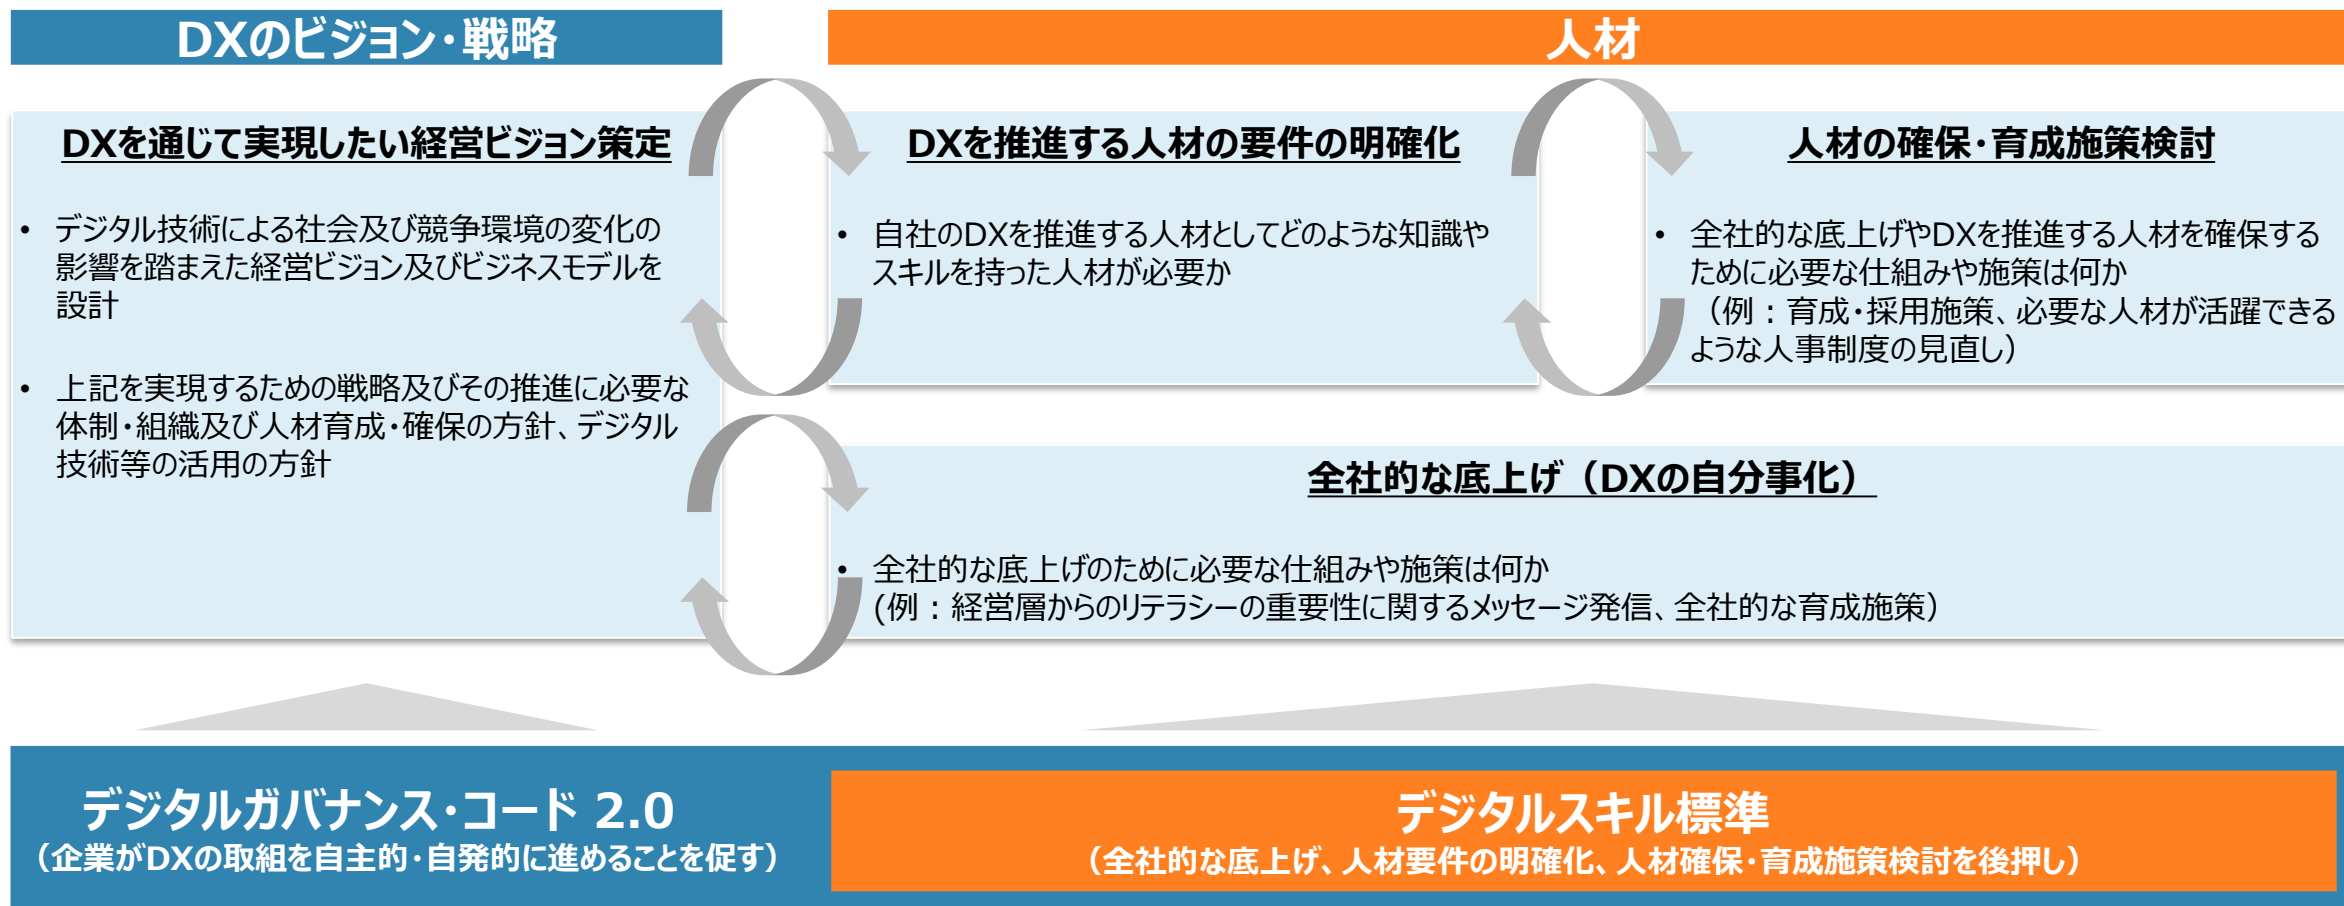 DXのビジョン・戦略
人材
DXを通じて実現したい経営ビジョン策定
• デジタル技術による社会及び競争環境の変化の
影響を踏まえた経営ビジョン及びビジネスモデルを
設計
• 上記を実現するための戦略及びその推進に必要な
体制・組織及び人材育成・確保の方針、デジタル
技術等の活用の方針
DXを推進する人材の要件の明確化
• 自社のDXを推進する人材としてどのような知識や
スキルを持った人材が必要か
人材の確保・育成施策検討
• 全社的な底上げやDXを推進する人材を確保する
ために必要な仕組みや施策は何か
（例：育成・採用施策、必要な人材が活躍できる
ような人事制度の見直し）
全社的な底上げ（DXの自分事化）
• 全社的な底上げのために必要な仕組みや施策は何か
(例：経営層からのリテラシーの重要性に関するメッセージ発信、全社的な育成施策）
デジタルガバナンス・コード 2.0
（企業がDXの取組を自主的・自発的に進めることを促す）
デジタルスキル標準
（全社的な底上げ、人材要件の明確化、人材確保・育成施策検討を後押し）